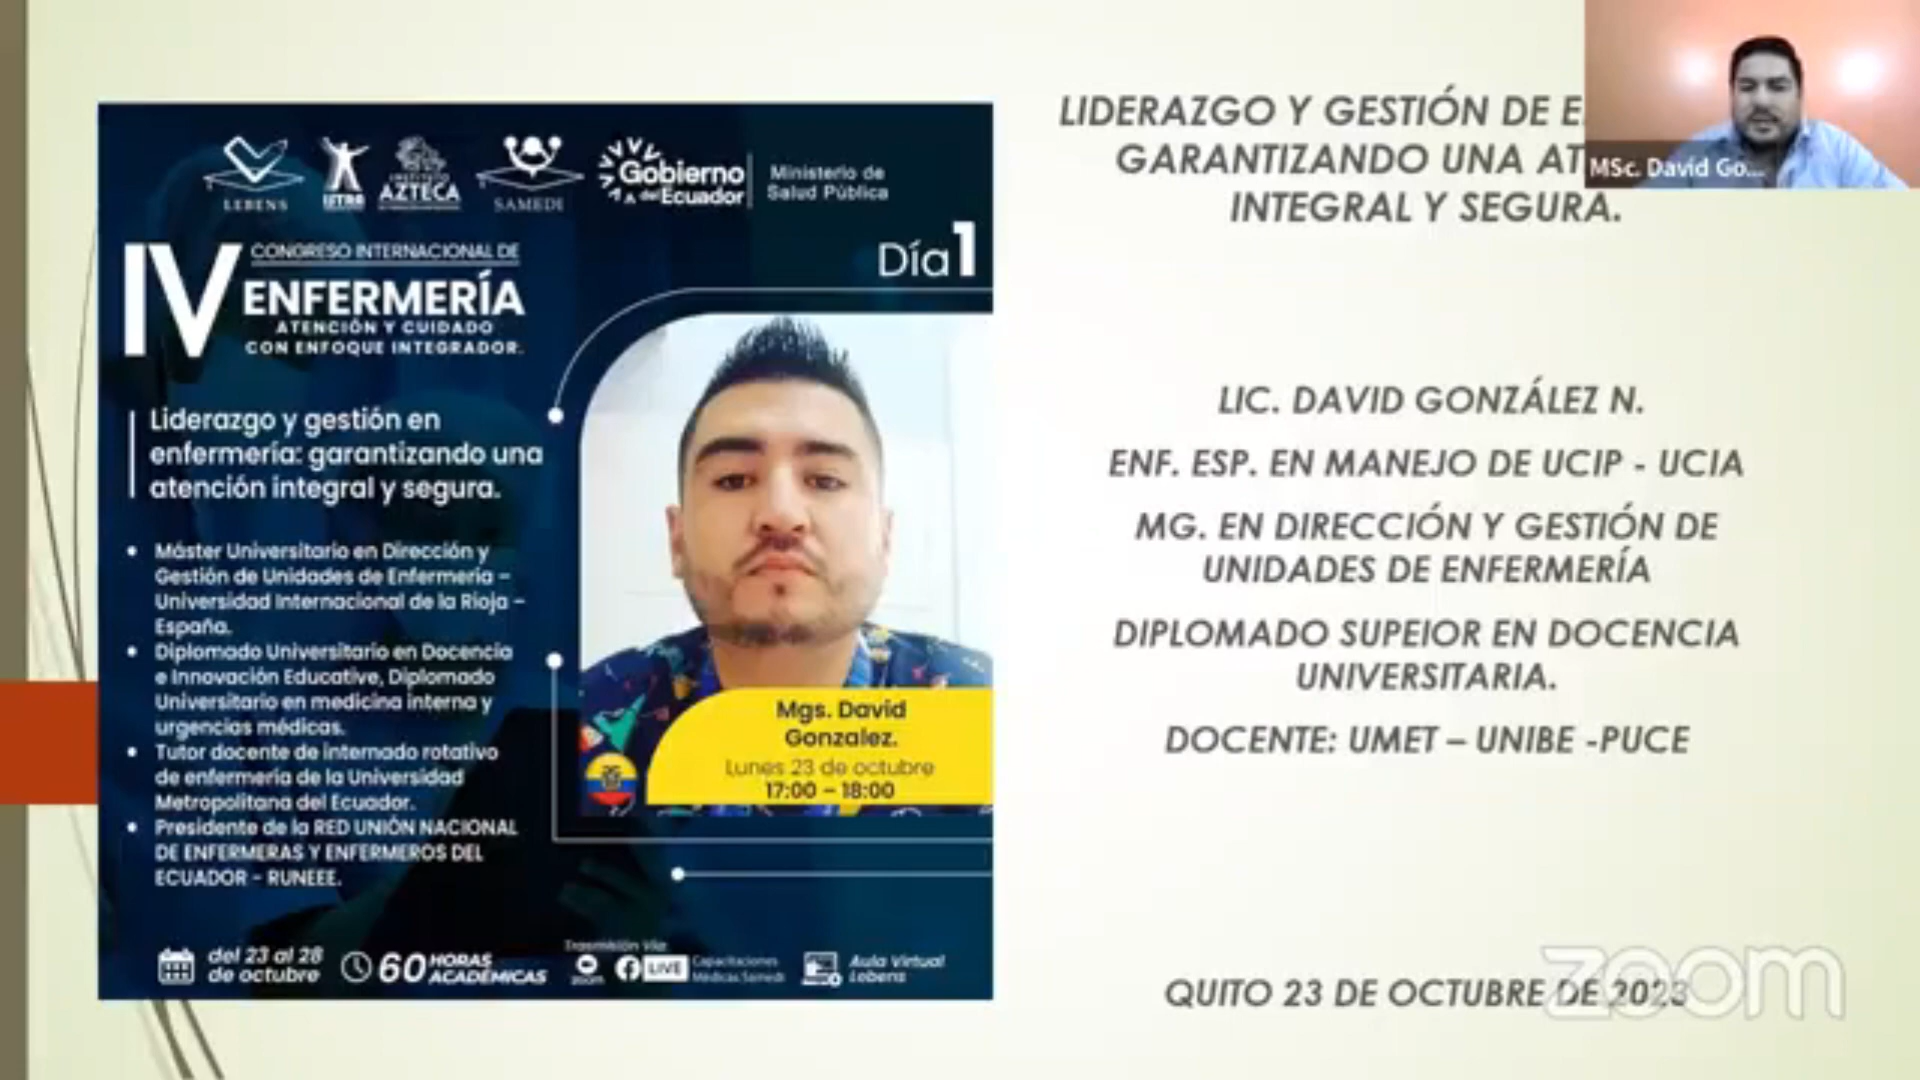 LEBENS
INSTITUTO
AZTECA
SAMEDI
Gobierno
del Ecuador
Ministerio de
Salud Pública
Día 1
IV
CONGRESO INTERNACIONAL DE
ENFERMERÍA
ATENCIÓN Y CUIDADO
CON ENFOQUE INTEGRADOR.
Liderazgo y gestión en
enfermería: garantizando una
atención integral y segura.
• Máster Universitario en Dirección y
Gestión de Unidades de Enfermería –
Universidad Internacional de la Rioja –
España.
• Diplomado Universitario en Docencia
e Innovación Educative, Diplomado
Universitario en medicina interna y
urgencias médicas.
• Tutor docente de internado rotativo
de enfermería de la Universidad
Metropolitana del Ecuador.
• Presidente de la RED UNIÓN NACIONAL
DE ENFERMERAS Y ENFERMEROS DEL
ECUADOR - RUNEEE.
Mgs. David
Gonzalez.
Lunes 23 de octubre
17:00 – 18:00
del 23 al 28
de octubre
60 HORAS
ACADÉMICAS
Trasmisión Vía:
zoom
LIVE
Capacitaciones
Médicas Samedi
Aula Virtual
Lebens
LIDERAZGO Y GESTIÓN DE E
GARANTIZANDO UNA AT
INTEGRAL Y SEGURA.
MSc. David Go...
LIC. DAVID GONZÁLEZ N.
ENF. ESP. EN MANEJO DE UCIP - UCIA
MG. EN DIRECCIÓN Y GESTIÓN DE
UNIDADES DE ENFERMERÍA
DIPLOMADO SUPEIOR EN DOCENCIA
UNIVERSITARIA.
DOCENTE: UMET – UNIBE -PUCE
QUITO 23 DE OCTUBRE DE 2023
zoom